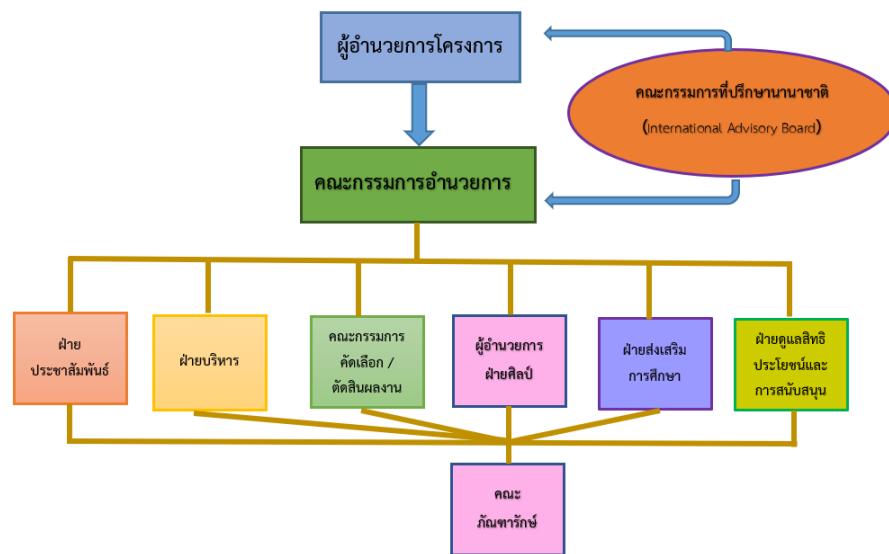 ผู้อำนวยการโครงการ
คณะกรรมการที่ปรึกษานานาชาติ
(International Advisory Board)
คณะกรรมการอำนวยการ
ฝ่าย
ประชาสัมพันธ์
ฝ่ายบริหาร
คณะกรรมการ
คัดเลือก /
ตัดสินผลงาน
ผู้อำนวยการ
ฝ่ายศิลป์
ฝ่ายส่งเสริม
การศึกษา
ฝ่ายดูแลสิทธิ
ประโยชน์และ
การสนับสนุน
คณะ
ภัณฑารักษ์